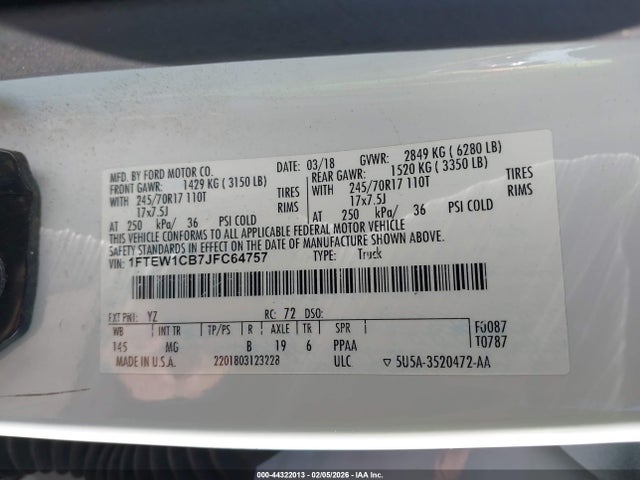 MFD. BY FORD MOTOR CO. DATE: 03/18 GVWR: 2849 KG ( 6280 LB)
FRONT GAWR: 1429 KG ( 3150 LB) REAR GAWR: 1520 KG ( 3350 LB)
WITH 245/70R17 110T TIRES WITH 245/70R17 110T TIRES
17x7.5J RIMS 17x7.5J RIMS
AT 250 kPa/ 36 PSI COLD AT 250 kPa/ 36 PSI COLD
THIS VEHICLE CONFORMS TO ALL APPLICABLE FEDERAL MOTOR VEHICLE
SAFETY STANDARDS IN EFFECT ON THE DATE OF MANUFACTURE SHOWN ABOVE.
VIN: 1FTEW1CB7JFC64757 TYPE: Truck
EXT PNT: YZ RC: 72 DSO: F0087
WB INT TR TP/PS R AXLE TR SPR T0787
145 MG B 19 6 PPAA
MADE IN U.S.A. 2201803123228 ULC ▽ 5U5A-3520472-AA
000-44322013 - 02/05/2026 - IAA Inc.